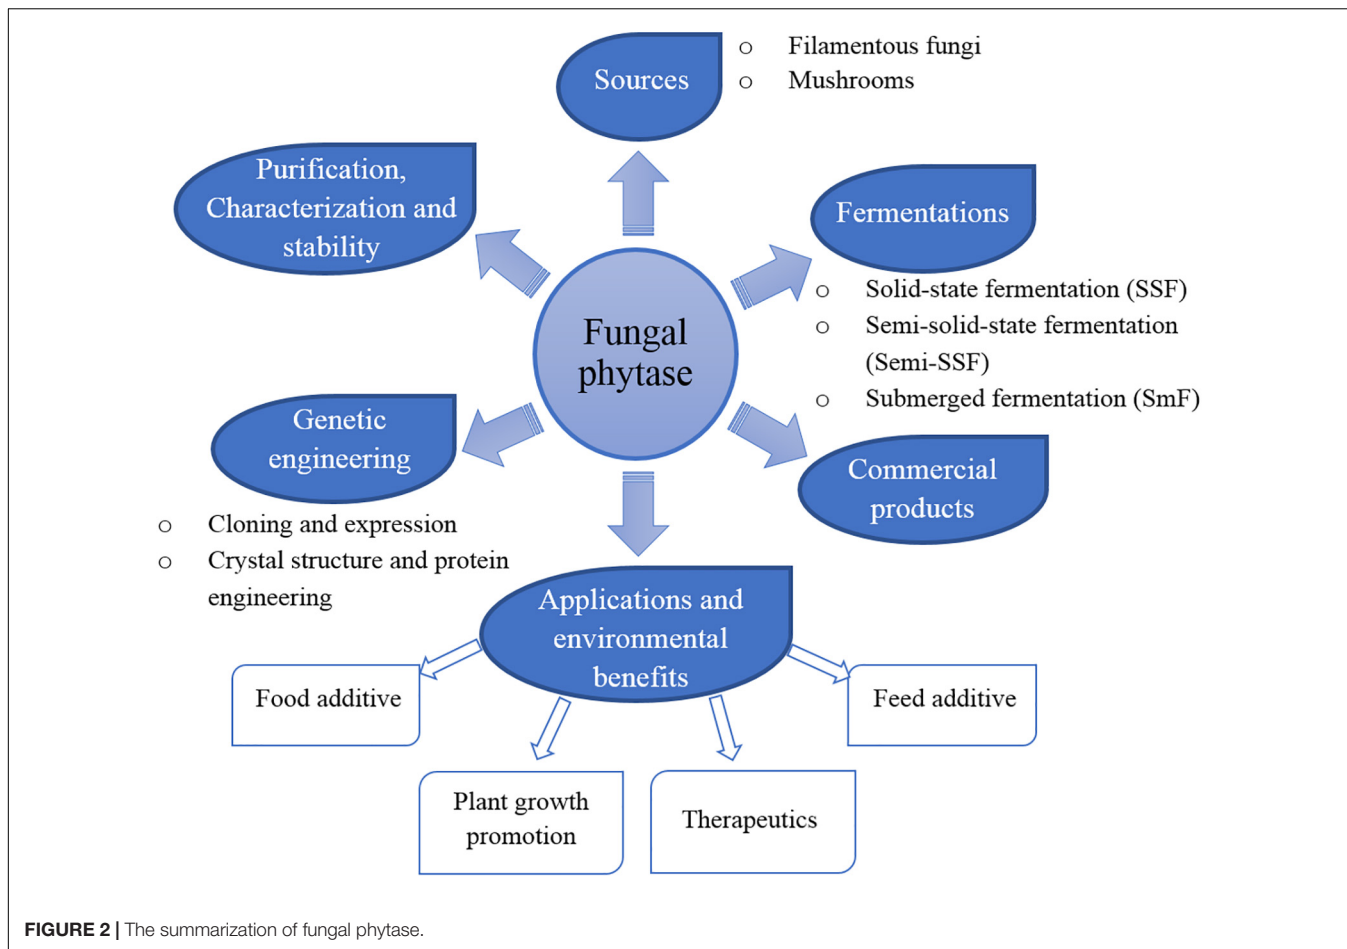 Sources
o Filamentous fungi
o Mushrooms
Purification,
Characterization and
stability
Fermentations
o Solid-state fermentation (SSF)
o Semi-solid-state fermentation
(Semi-SSF)
o Submerged fermentation (SmF)
Fungal
phytase
Genetic
engineering
o Cloning and expression
o Crystal structure and protein
engineering
Commercial
products
Applications and
environmental
benefits
Food additive
Plant growth
promotion
Therapeutics
Feed additive
FIGURE 2 | The summarization of fungal phytase.